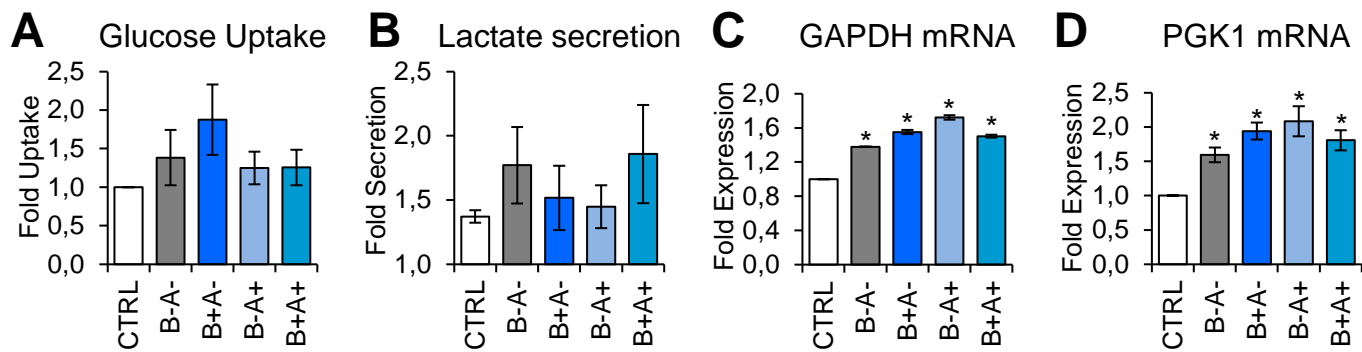 A Glucose Uptake
Fold Uptake
2,5
2,0
1,5
1,0
0,5
0,0
CTRL
B-A-
B+A-
B-A+
B+A+
B Lactate secretion
Fold Secretion
2,5
2,0
1,5
1,0
CTRL
B-A-
B+A-
B-A+
B+A+
C GAPDH mRNA
Fold Expression
2,0
1,6
1,2
0,8
0,4
0,0
* * * *
CTRL
B-A-
B+A-
B-A+
B+A+
D PGK1 mRNA
Fold Expression
2,5
2,0
1,5
1,0
0,5
0,0
* * * *
CTRL
B-A-
B+A-
B-A+
B+A+